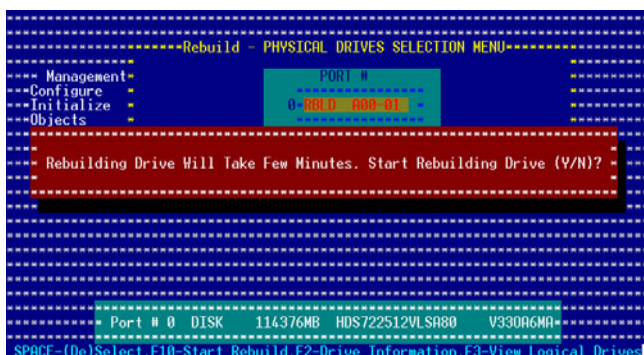 Rebuild - PHYSICAL DRIVES SELECTION MENU
Management
PORT #
Configure
Initialize
0 RBLD A00-01
Objects
Rebuilding Drive Will Take Few Minutes. Start Rebuilding Drive (Y/N)?
Port # 0 DISK 114376MB HDS722512VLSA80 V33OA6MA
SPACE-(De)Select F10-Start Rebuild F2-Drive Information F3-View Logical Drives